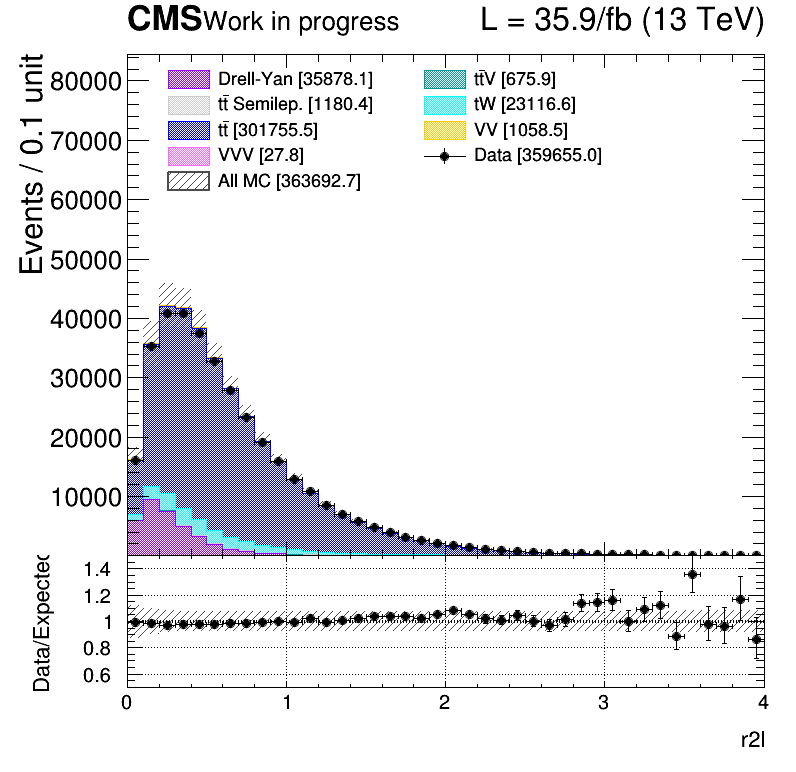 CMS Work in progress L = 35.9/fb (13 TeV)
Events / 0.1 unit
80000
70000
60000
50000
40000
30000
20000
10000
Drell-Yan [35878.1]
tt̄ Semilep. [1180.4]
tt̄ [301755.5]
VVV [27.8]
All MC [363692.7]
tt̄V [675.9]
tW [23116.6]
VV [1058.5]
Data [359655.0]
Data/Expected
1.4
1.2
1
0.8
0.6
0 1 2 3 4
r2l